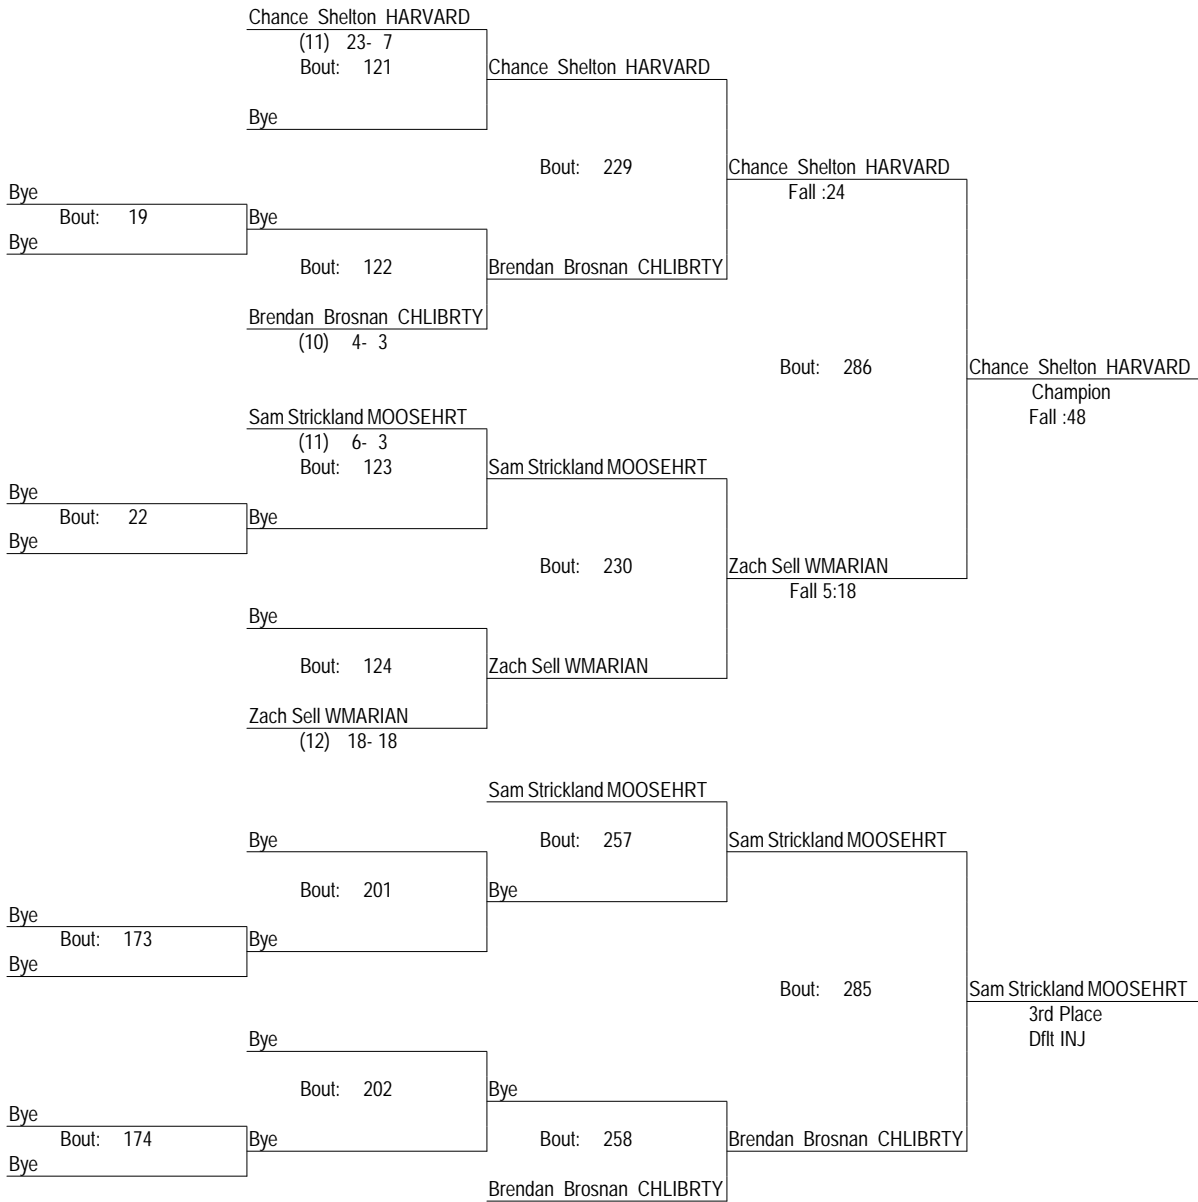 Chance Shelton HARVARD
(11) 23- 7
Bout: 121
Chance Shelton HARVARD
Bye
Bout: 229
Chance Shelton HARVARD
Fall :24
Bye
Bout: 19
Bye
Bye
Bout: 122
Brendan Brosnan CHLIBRTY
Brendan Brosnan CHLIBRTY
(10) 4- 3
Bout: 286
Chance Shelton HARVARD
Champion
Fall :48
Sam Strickland MOOSEHRT
(11) 6- 3
Bout: 123
Sam Strickland MOOSEHRT
Bye
Bout: 22
Bye
Bye
Bout: 230
Zach Sell WMARIAN
Fall 5:18
Bye
Bout: 124
Zach Sell WMARIAN
Zach Sell WMARIAN
(12) 18- 18
Sam Strickland MOOSEHRT
Bye
Bout: 257
Sam Strickland MOOSEHRT
Bout: 201
Bye
Bye
Bout: 173
Bye
Bye
Bout: 285
Sam Strickland MOOSEHRT
3rd Place
Dflt INJ
Bye
Bout: 202
Bye
Bye
Bout: 174
Bye
Bye
Bout: 258
Brendan Brosnan CHLIBRTY
Brendan Brosnan CHLIBRTY